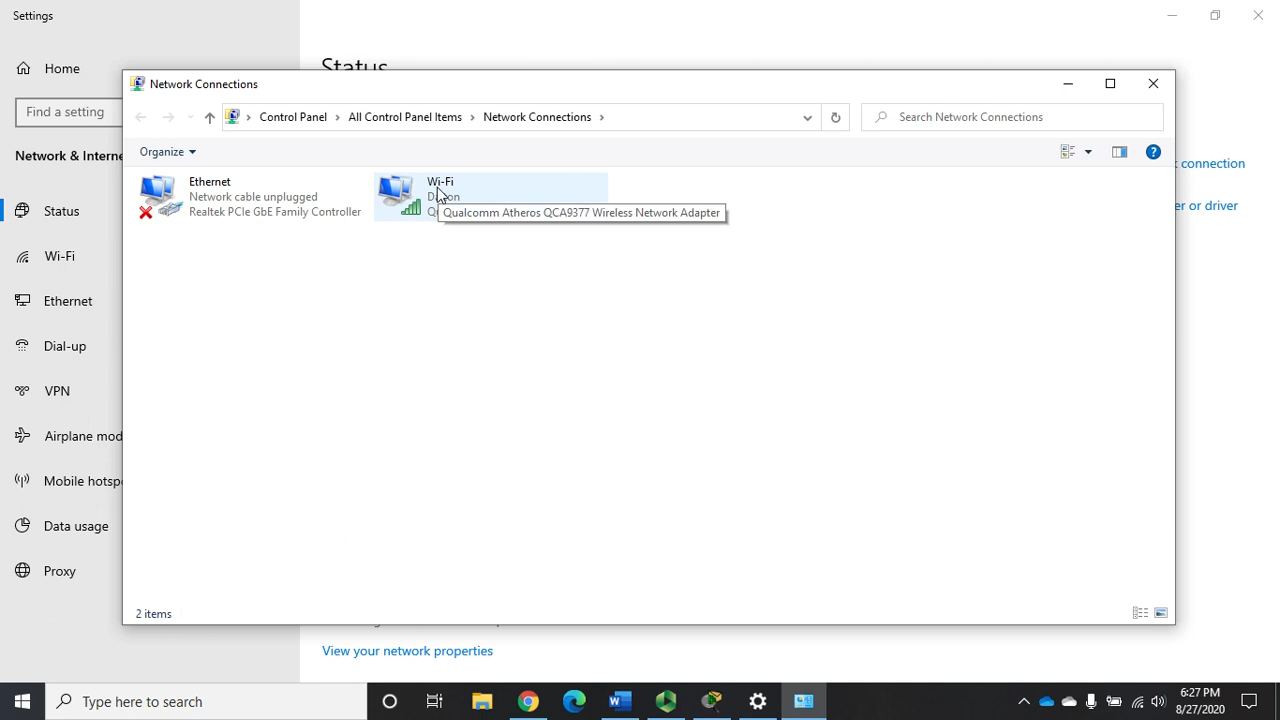 Settings
Home
Find a setting
Network & Interne
Status
Wi-Fi
Ethernet
Dial-up
VPN
Airplane mod
Mobile hotsp
Data usage
Proxy
Status
Network Connections
Control Panel > All Control Panel Items > Network Connections >
Search Network Connections
Organize
Ethernet
Network cable unplugged
Realtek PCIe GbE Family Controller
Wi-Fi
Qualcomm Atheros QCA9377 Wireless Network Adapter
2 items
connection
er or driver
View your network properties
Type here to search
6:27 PM
8/27/2020